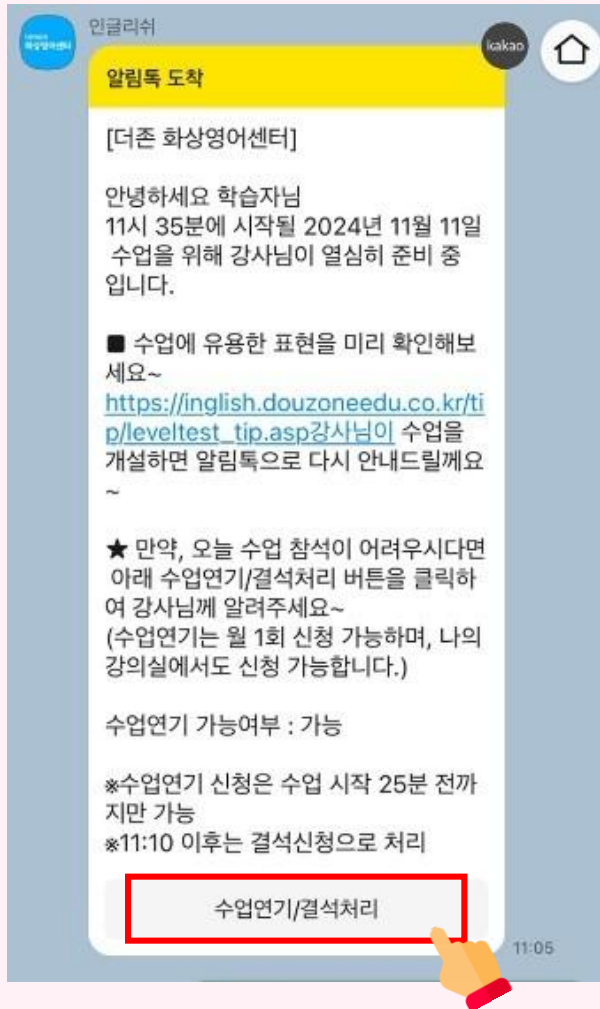 인글리쉬
kakao
알림톡 도착
[더존 화상영어센터]
안녕하세요 학습자님
11시 35분에 시작될 2024년 11월 11일
수업을 위해 강사님이 열심히 준비 중
입니다.
■ 수업에 유용한 표현을 미리 확인해보
세요~
https://inglish.douzoneedu.co.kr/ti
p/leveltest_tip.asp강사님이 수업을
개설하면 알림톡으로 다시 안내드릴께요
~
★ 만약, 오늘 수업 참석이 어려우시다면
아래 수업연기/결석처리 버튼을 클릭하
여 강사님께 알려주세요~
(수업연기는 월 1회 신청 가능하며, 나의
강의실에서도 신청 가능합니다.)
수업연기 가능여부 : 가능
※수업연기 신청은 수업 시작 25분 전까
지만 가능
※11:10 이후는 결석신청으로 처리
수업연기/결석처리
11:05